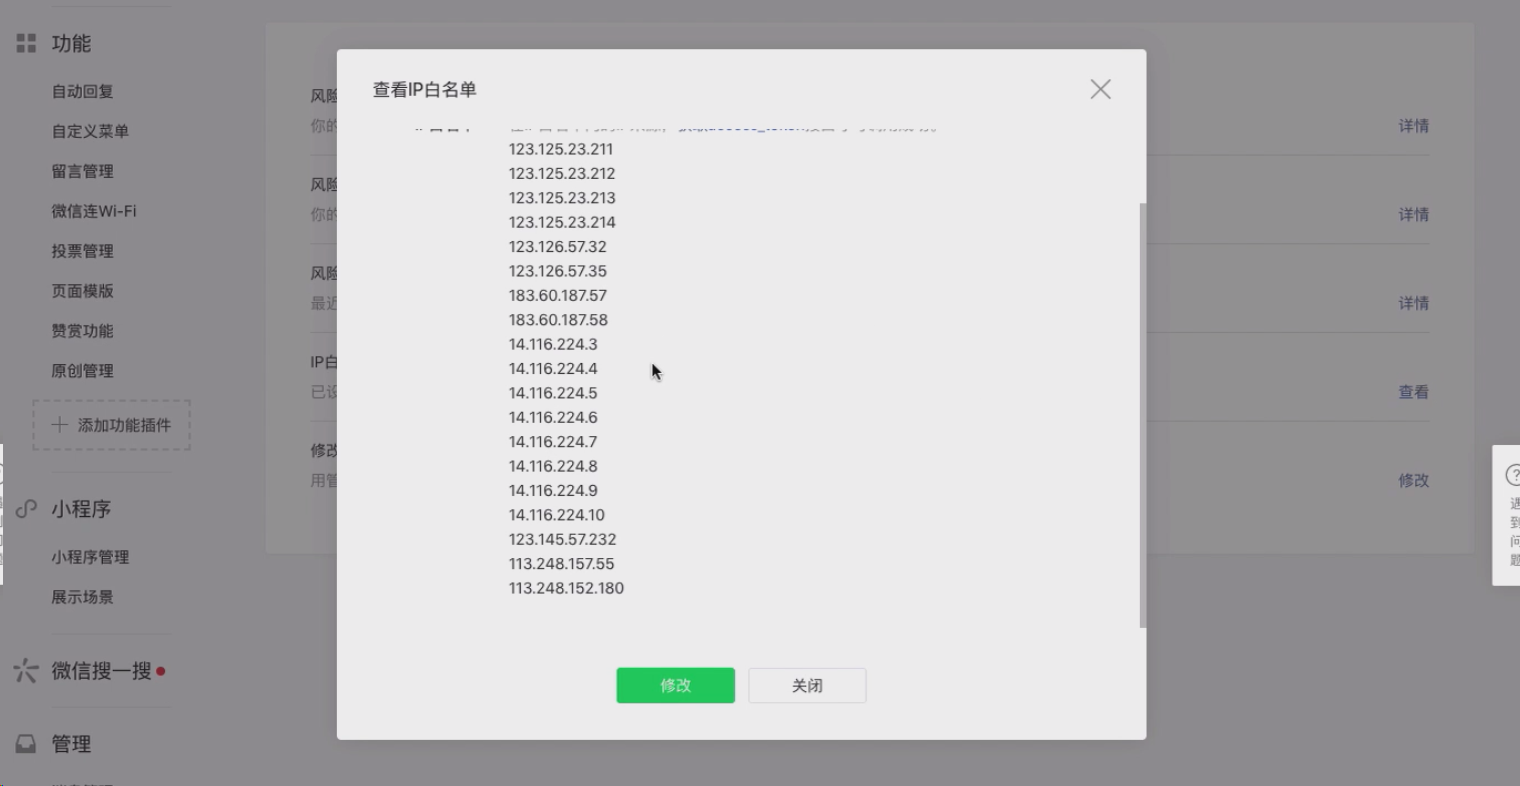 功能
自动回复
自定义菜单
留言管理
微信连Wi-Fi
投票管理
页面模版
赞赏功能
原创管理
添加功能插件
小程序
小程序管理
展示场景
微信搜一搜
管理
风险
你的
详情
风险
你的
详情
风险
最近
详情
IP白
已设
查看
修改
用管
修改
查看IP白名单
123.125.23.211
123.125.23.212
123.125.23.213
123.125.23.214
123.126.57.32
123.126.57.35
183.60.187.57
183.60.187.58
14.116.224.3
14.116.224.4
14.116.224.5
14.116.224.6
14.116.224.7
14.116.224.8
14.116.224.9
14.116.224.10
123.145.57.232
113.248.157.55
113.248.152.180
修改
关闭
遇
到
问
题